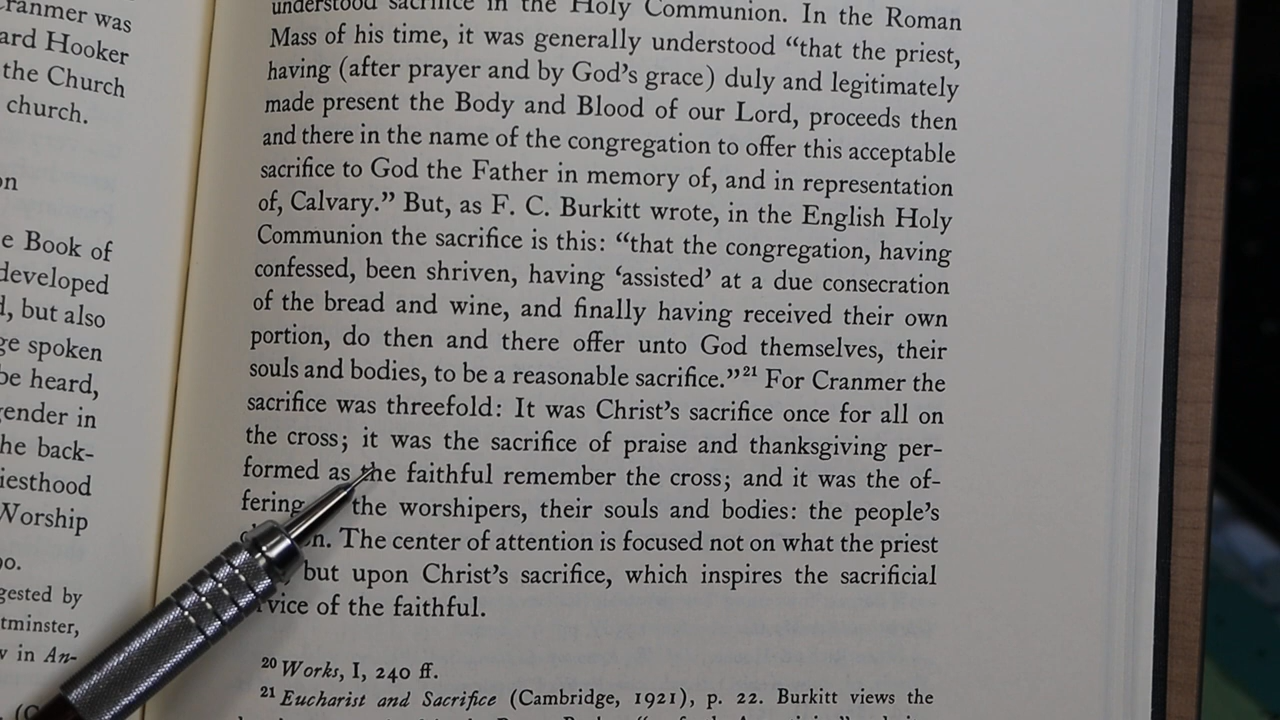 Cranmer was
ard Hooker
the Church
church.
on
e Book of
developed
d, but also
ge spoken
be heard,
gender in
he back-
iesthood
Worship
gested by
tminster,
w in An-
understood sacrifice in the Holy Communion. In the Roman
Mass of his time, it was generally understood “that the priest,
having (after prayer and by God’s grace) duly and legitimately
made present the Body and Blood of our Lord, proceeds then
and there in the name of the congregation to offer this acceptable
sacrifice to God the Father in memory of, and in representation
of, Calvary.” But, as F. C. Burkitt wrote, in the English Holy
Communion the sacrifice is this: “that the congregation, having
confessed, been shriven, having ‘assisted’ at a due consecration
of the bread and wine, and finally having received their own
portion, do then and there offer unto God themselves, their
souls and bodies, to be a reasonable sacrifice.”21 For Cranmer the
sacrifice was threefold: It was Christ’s sacrifice once for all on
the cross; it was the sacrifice of praise and thanksgiving per-
formed as the faithful remember the cross; and it was the of-
fering the worshipers, their souls and bodies: the people’s
The center of attention is focused not on what the priest
but upon Christ’s sacrifice, which inspires the sacrificial
rvice of the faithful.
20 Works, I, 240 ff.
21 Eucharist and Sacrifice (Cambridge, 1921), p. 22. Burkitt views the